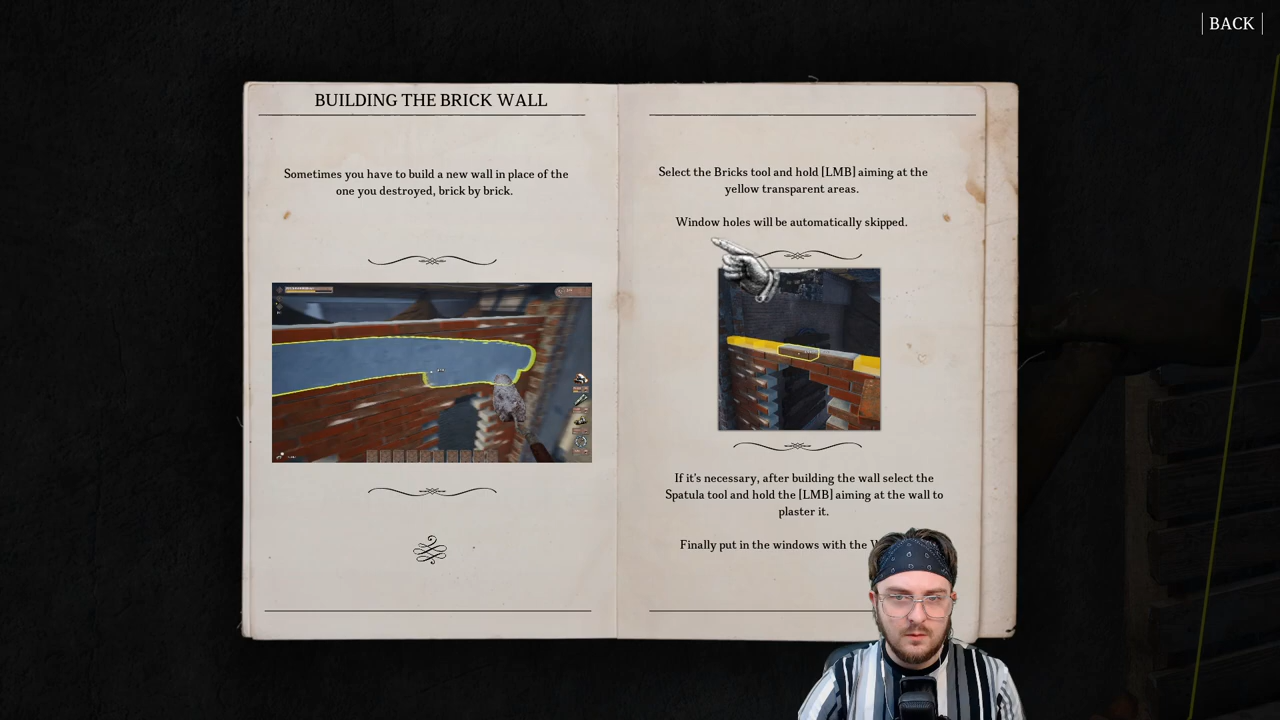 BACK
BUILDING THE BRICK WALL
Sometimes you have to build a new wall in place of the
one you destroyed, brick by brick.
Select the Bricks tool and hold [LMB] aiming at the
yellow transparent areas.
Window holes will be automatically skipped.
If it's necessary, after building the wall select the
Spatula tool and hold the [LMB] aiming at the wall to
plaster it.
Finally put in the windows with the